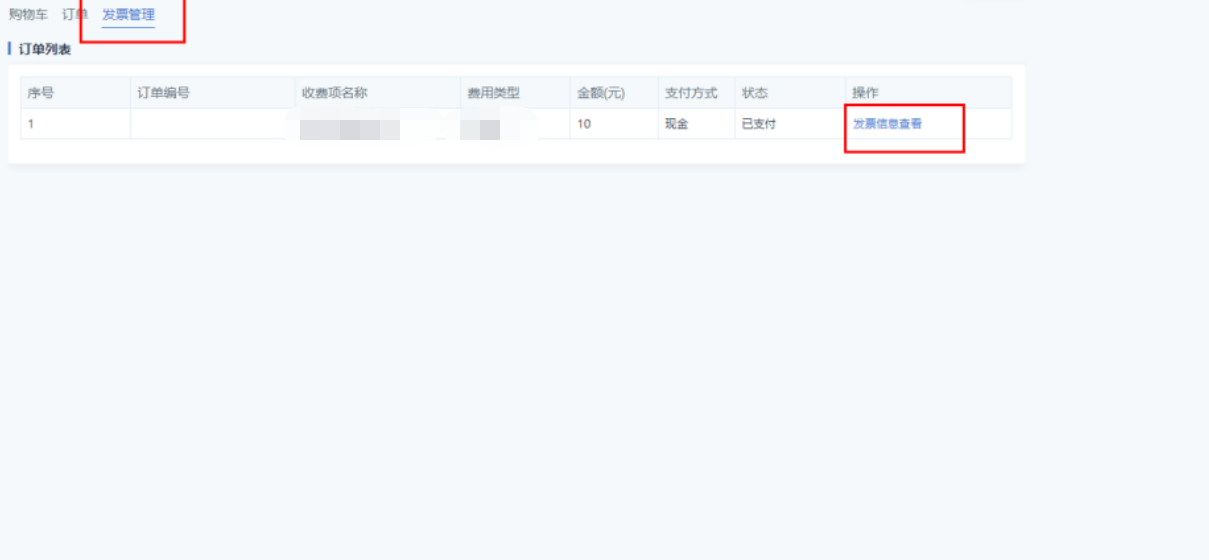 购物车 订单 发票管理
订单列表
序号 订单编号 收费项名称 费用类型 金额(元) 支付方式 状态 操作
1 10 现金 已支付 发票信息查看